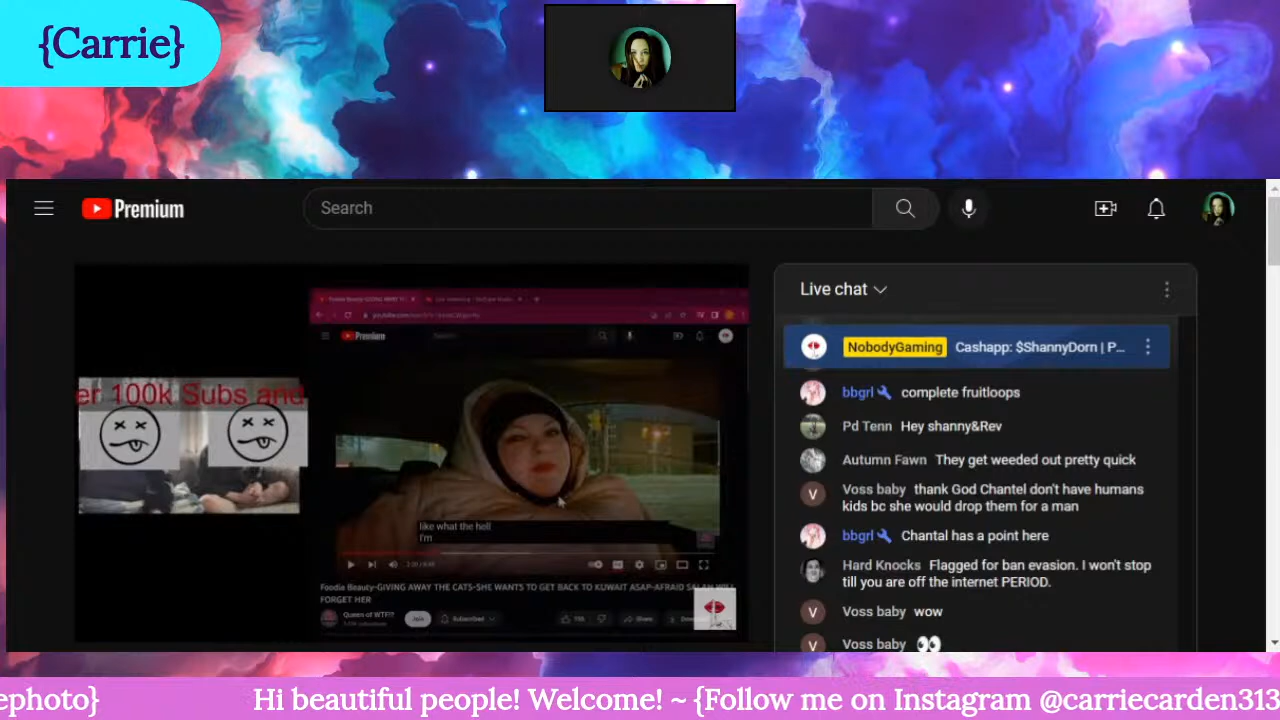 {Carrie}
Premium
Search
Live chat
NobodyGaming Cashapp: $ShannyDorn | P...
bbgrl complete fruitloops
Pd Tenn Hey shanny&Rev
Autumn Fawn They get weeded out pretty quick
Voss baby thank God Chantel don't have humans
kids bc she would drop them for a man
bbgrl Chantal has a point here
Hard Knocks Flagged for ban evasion. I won't stop
till you are off the internet PERIOD.
Voss baby wow
Voss baby 👀
er 100k Subs and
Premium
like what the hell
I'm
Foodie Beauty-GIVING AWAY THE CATS-SHE WANTS TO GET BACK TO KUWAIT ASAP-AFRAID SALAH WILL
FORGET HER
Queen of WTF!?
Join
Subscribed
Share
ephoto} Hi beautiful people! Welcome! ~ {Follow me on Instagram @carriecarden313